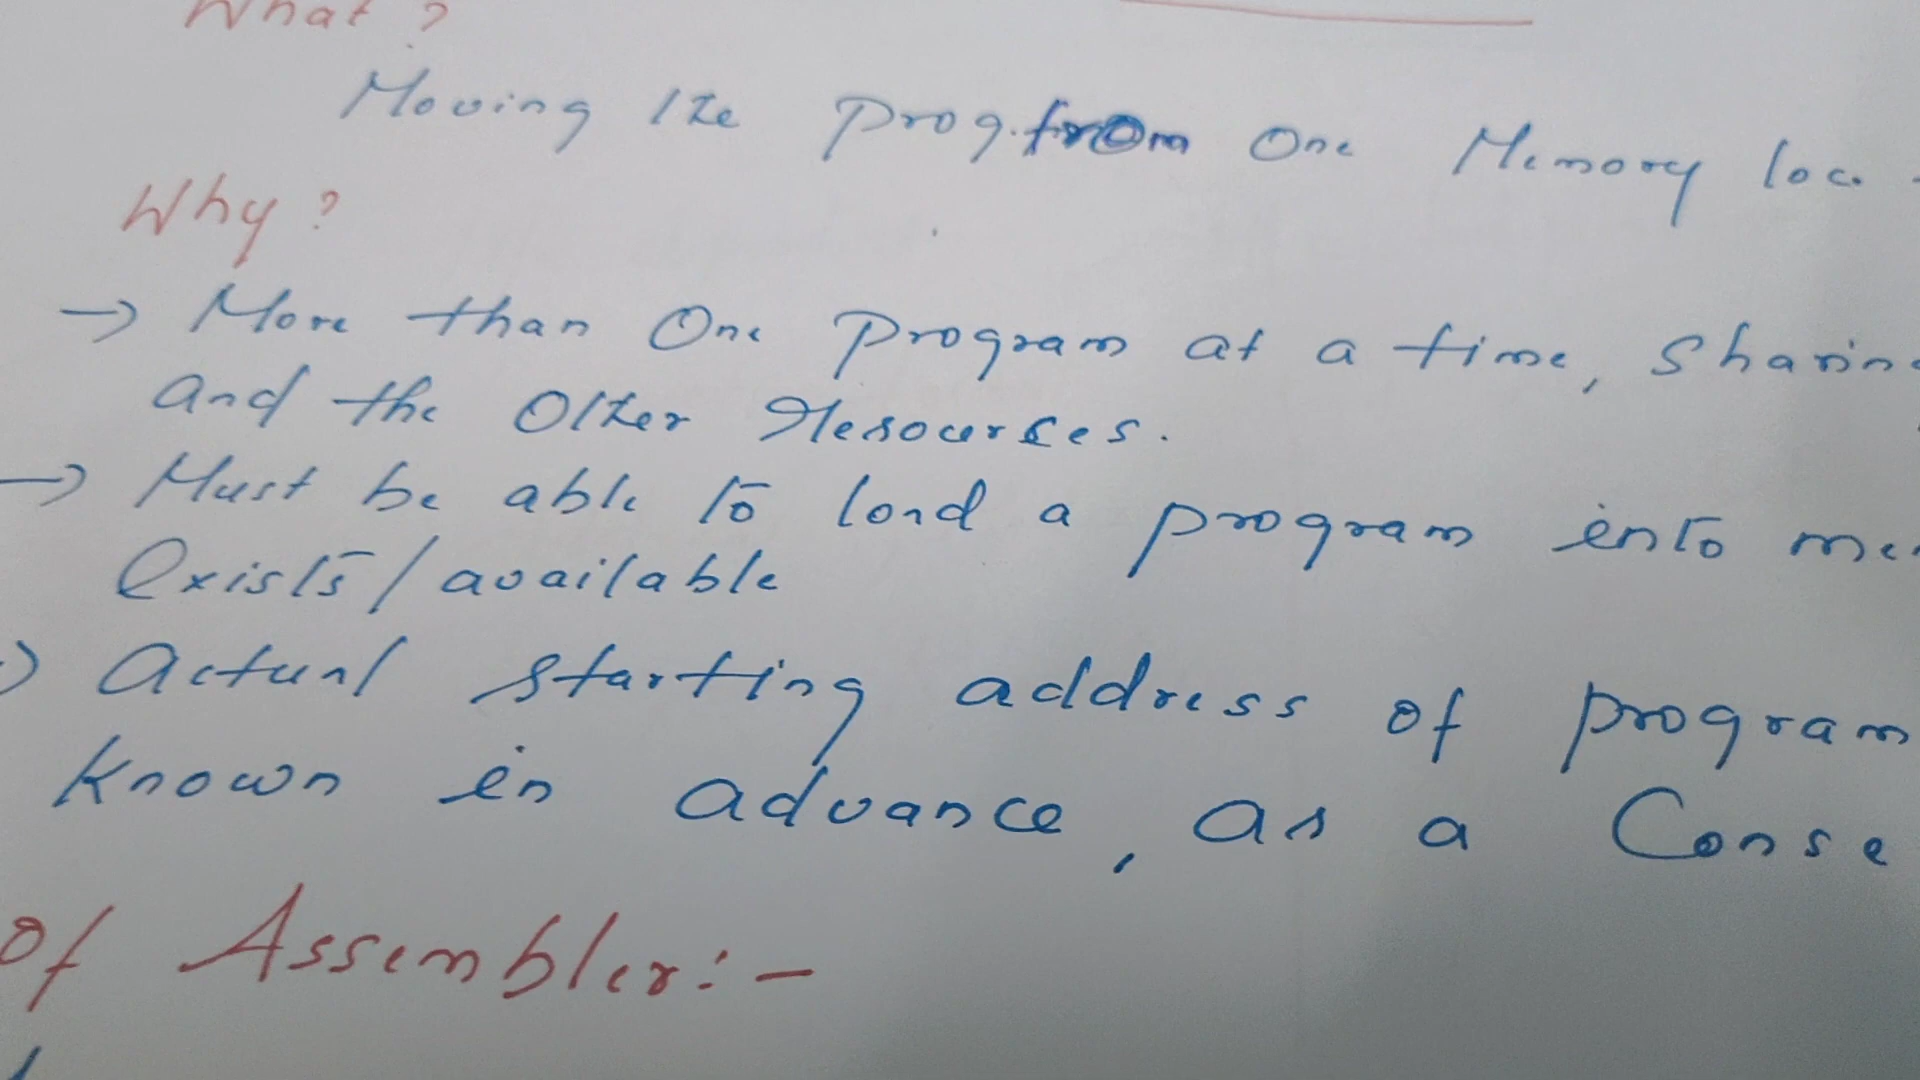 What ?
Moving the prog. from One Memory loc.
Why ?
→ More than One Program at a time, Sharing
and the Other Resources.
→ Must be able to load a program into
Exists / available
Actual Starting address of program
Known in advance, as a Conse
of Assembler:-